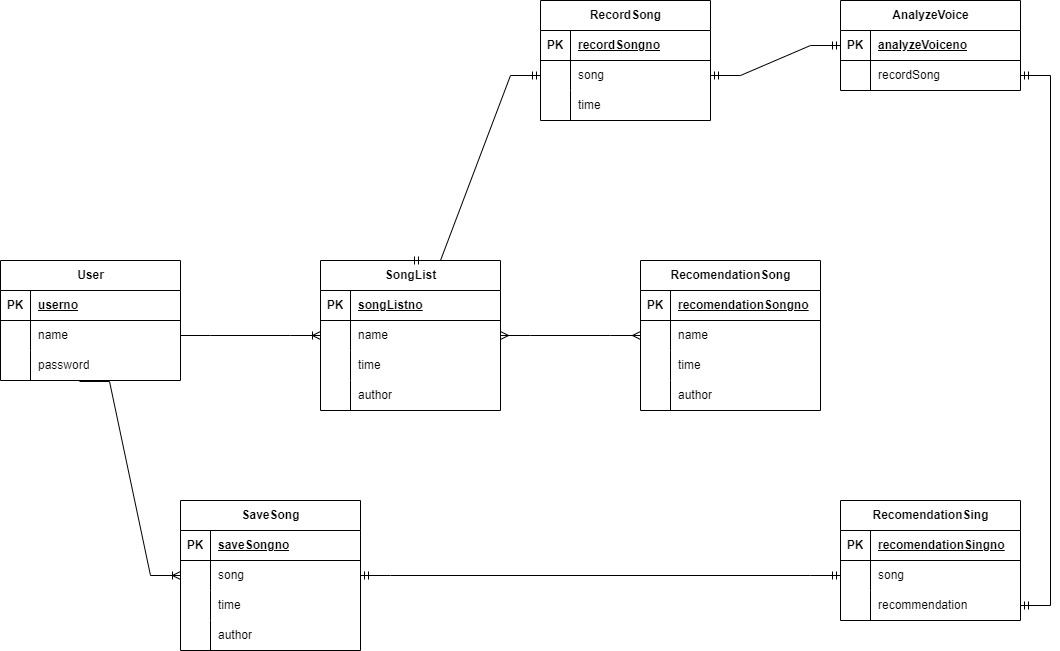 RecordSong
PK recordSongno
song
time
AnalyzeVoice
PK analyzeVoiceno
recordSong
User
PK userno
name
password
SongList
PK songListno
name
time
author
RecomendationSong
PK recomendationSongno
name
time
author
SaveSong
PK saveSongno
song
time
author
RecomendationSing
PK recomendationSingno
song
recommendation